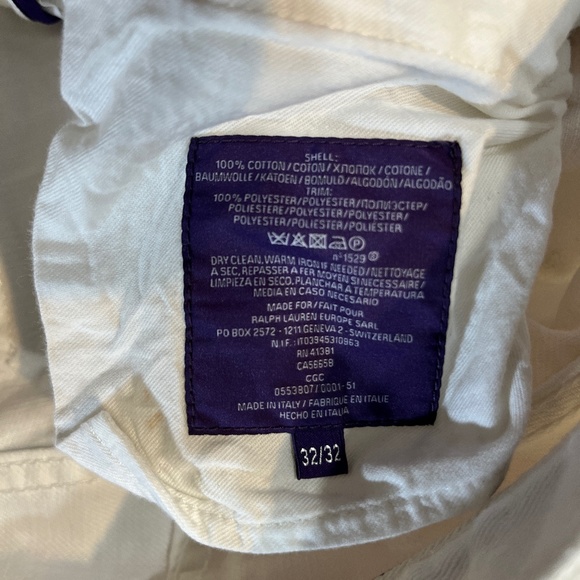 SHELL:
100% COTTON/COTON/ХЛОПОК/COTONE/
BAUMWOLLE/KATOEN/BOMULD/ALGODÓN/ALGODÃO
TRIM:
100% POLYESTER/POLYESTER/ПОЛИЭСТЕР/
POLIESTERE/POLYESTER/POLYESTER/
POLYESTER/POLIÉSTER/POLIESTER
P
n°1529
DRY CLEAN.WARM IRON IF NEEDED/NETTOYAGE
A SEC. REPASSER A FER MOYEN SI NECESSAIRE/
LIMPIEZA EN SECO. PLANCHAR A TEMPERATURA
MEDIA EN CASO NECESARIO
MADE FOR/FAIT POUR
RALPH LAUREN EUROPE SARL
PO BOX 2572 - 1211 GENEVA 2 - SWITZERLAND
N.I.F.: IT03945310963
RN 41381
CA56658
CGC
0553807/0001-51
MADE IN ITALY / FABRIQUE EN ITALIE
HECHO EN ITALIA
32/32